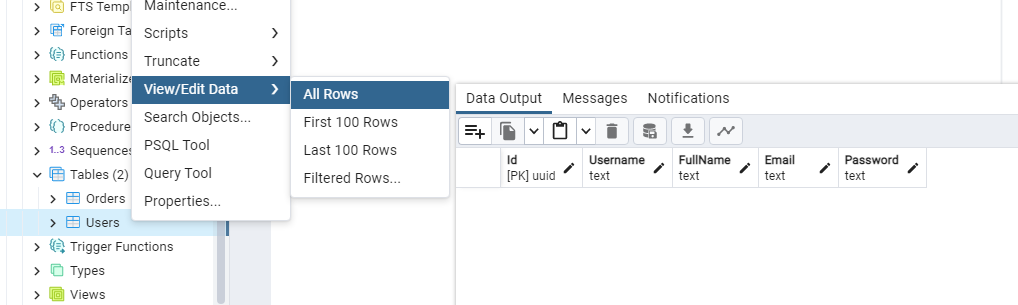 FTS Templ
Foreign Ta
Functions
Materialize
Operators
Procedure
1..3 Sequences
Tables (2)
Orders
Users
Trigger Functions
Types
Views
Maintenance...
Scripts
Truncate
View/Edit Data
Search Objects...
PSQL Tool
Query Tool
Properties...
All Rows
First 100 Rows
Last 100 Rows
Filtered Rows...
Data Output Messages Notifications
Id Username FullName Email Password
[PK] uuid text text text text